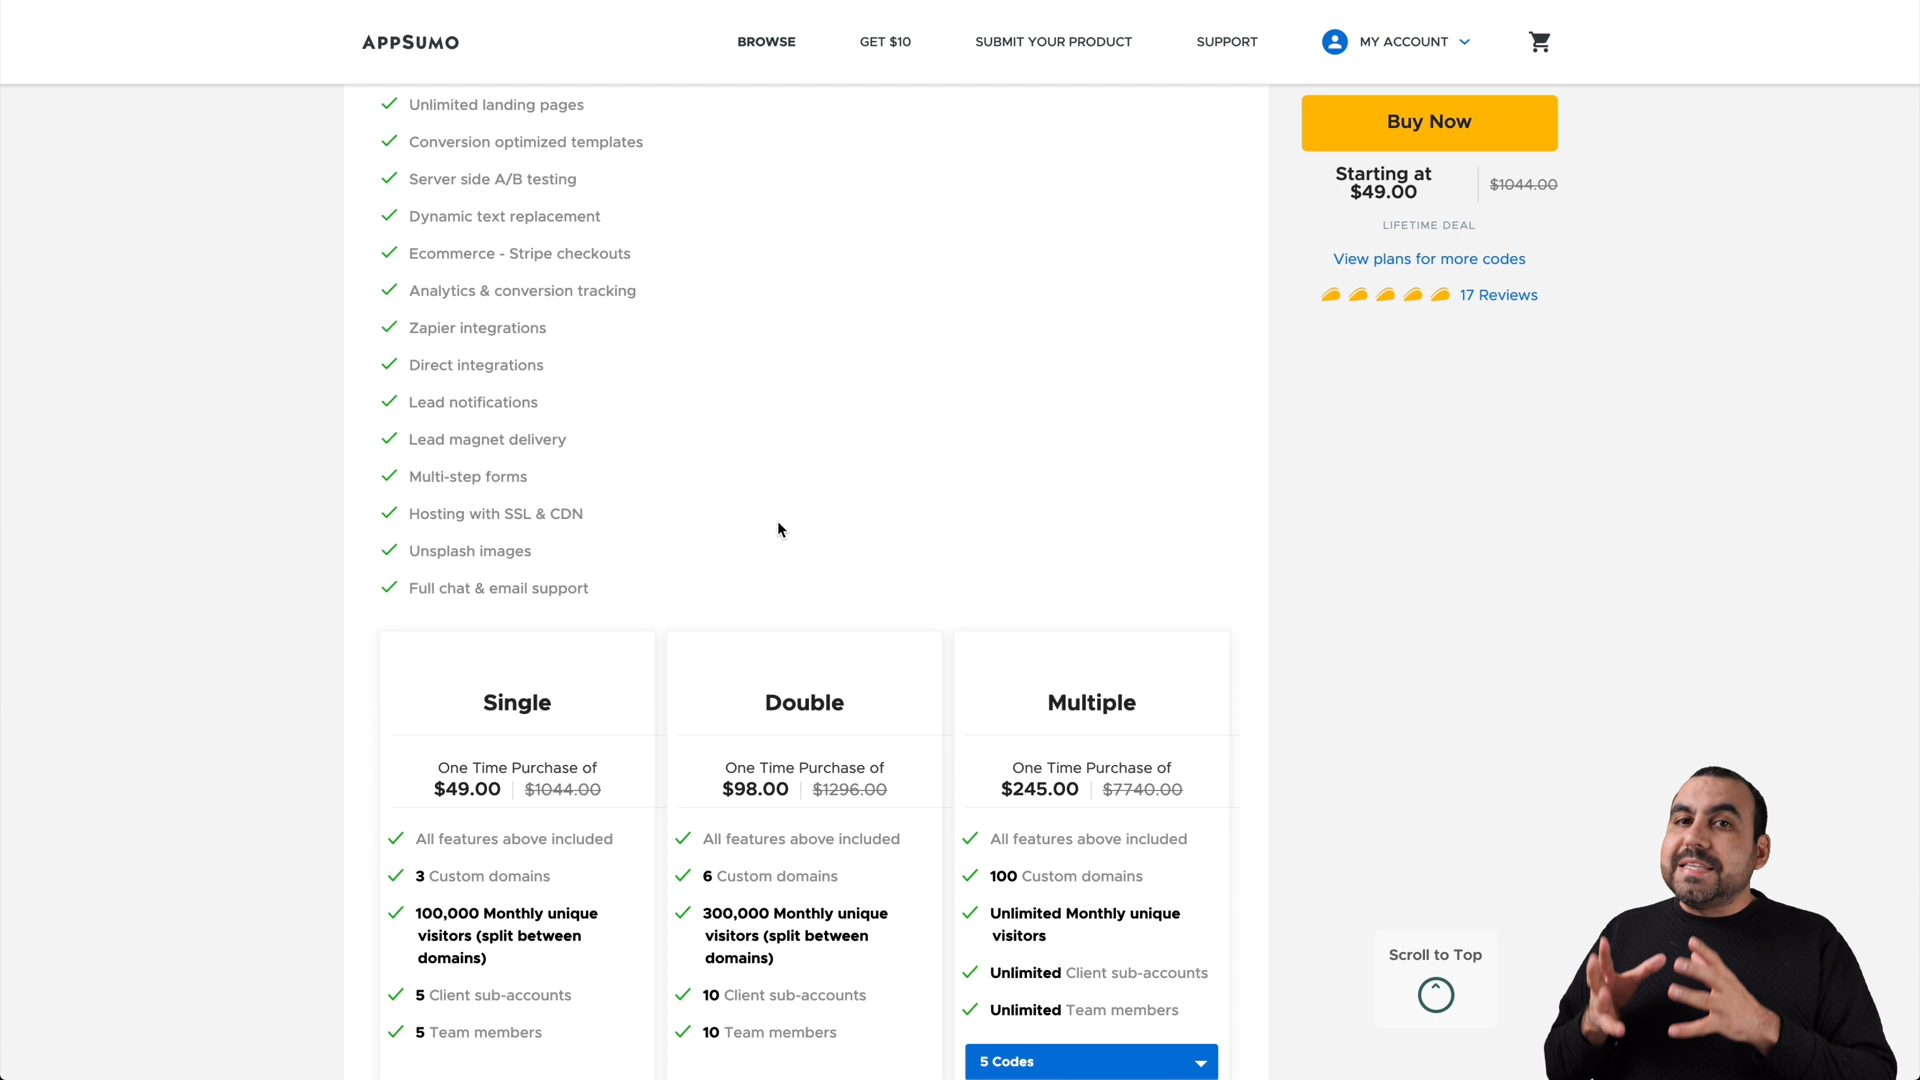 APPSUMO
BROWSE
GET $10
SUBMIT YOUR PRODUCT
SUPPORT
MY ACCOUNT
Unlimited landing pages
Conversion optimized templates
Server side A/B testing
Dynamic text replacement
Ecommerce - Stripe checkouts
Analytics & conversion tracking
Zapier integrations
Direct integrations
Lead notifications
Lead magnet delivery
Multi-step forms
Hosting with SSL & CDN
Unsplash images
Full chat & email support
Buy Now
Starting at
$49.00
$1044.00
LIFETIME DEAL
View plans for more codes
17 Reviews
Single
One Time Purchase of
$49.00 $1044.00
All features above included
3 Custom domains
100,000 Monthly unique
visitors (split between
domains)
5 Client sub-accounts
5 Team members
Double
One Time Purchase of
$98.00 $1296.00
All features above included
6 Custom domains
300,000 Monthly unique
visitors (split between
domains)
10 Client sub-accounts
10 Team members
Multiple
One Time Purchase of
$245.00 $7740.00
All features above included
100 Custom domains
Unlimited Monthly unique
visitors
Unlimited Client sub-accounts
Unlimited Team members
5 Codes
Scroll to Top